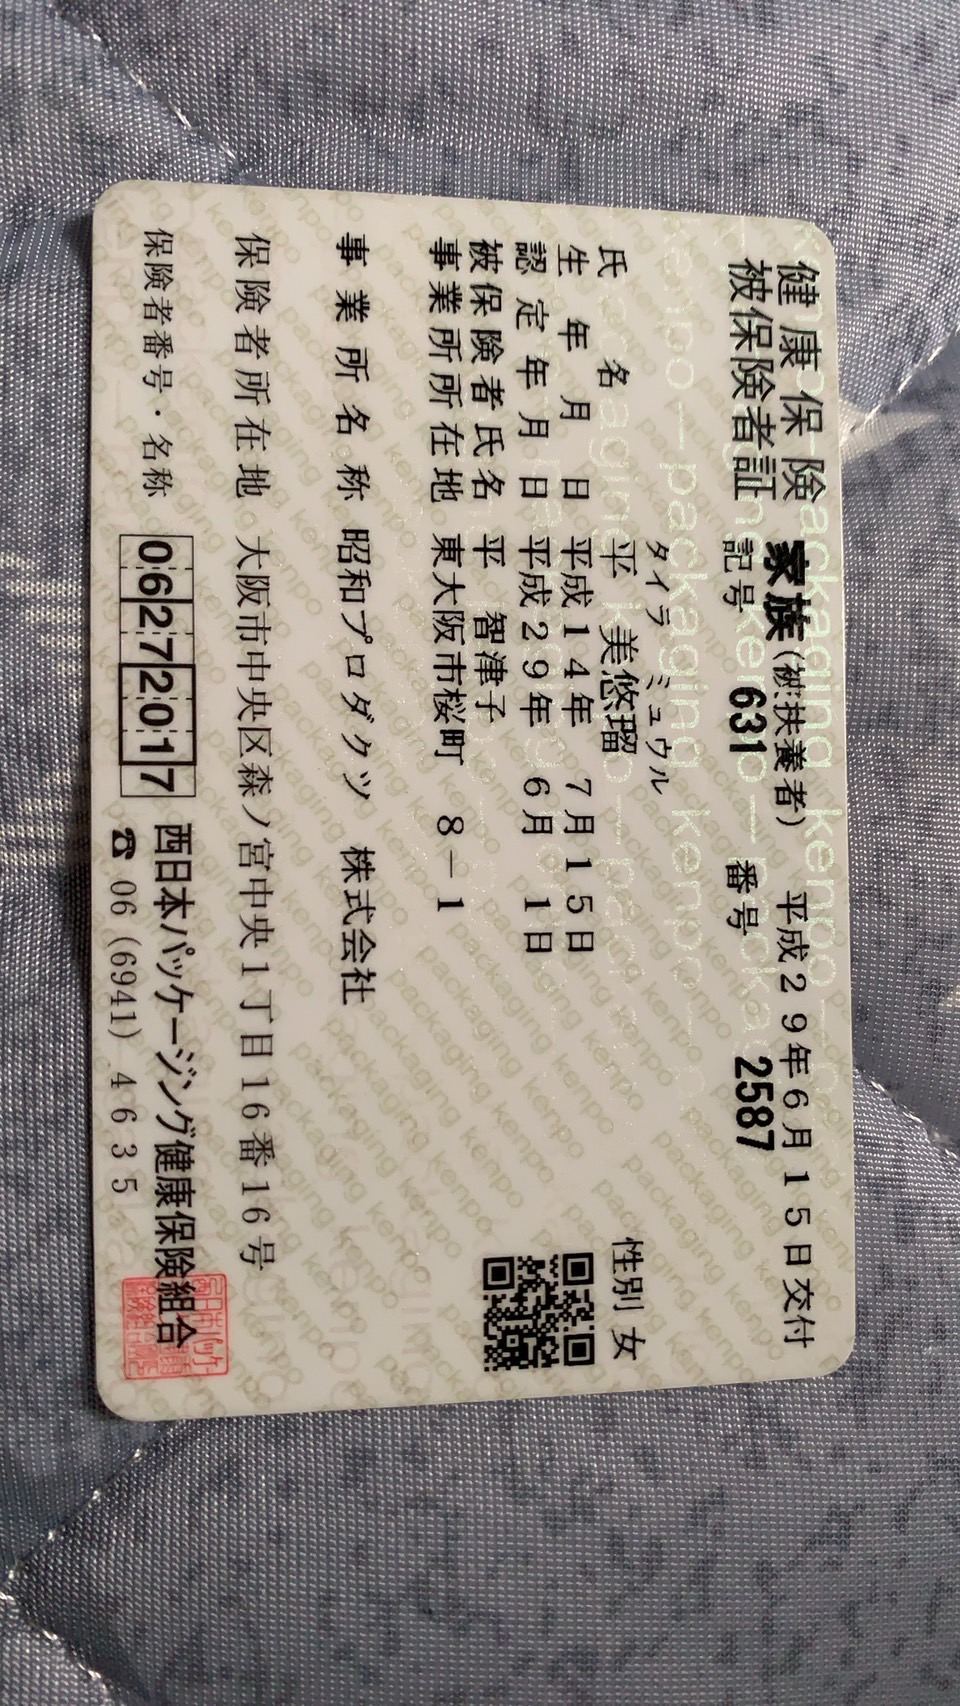 健康保険 家族(被扶養者) 平成29年6月15日交付
被保険者証 記号 631 番号 2587
タイラ ミュウル
氏名 平 美悠瑠 性別 女
生年月日 平成14年 7月15日
認定年月日 平成29年 6月 1日
被保険者氏名 平 智津子
事業所所在地 東大阪市桜町 8-1
事業所名称 昭和プロダクツ 株式会社
保険者所在地 大阪市中央区森ノ宮中央1丁目16番16号
保険者番号・名称 06272017 西日本パッケージング健康保険組合
☎06(6941)4635